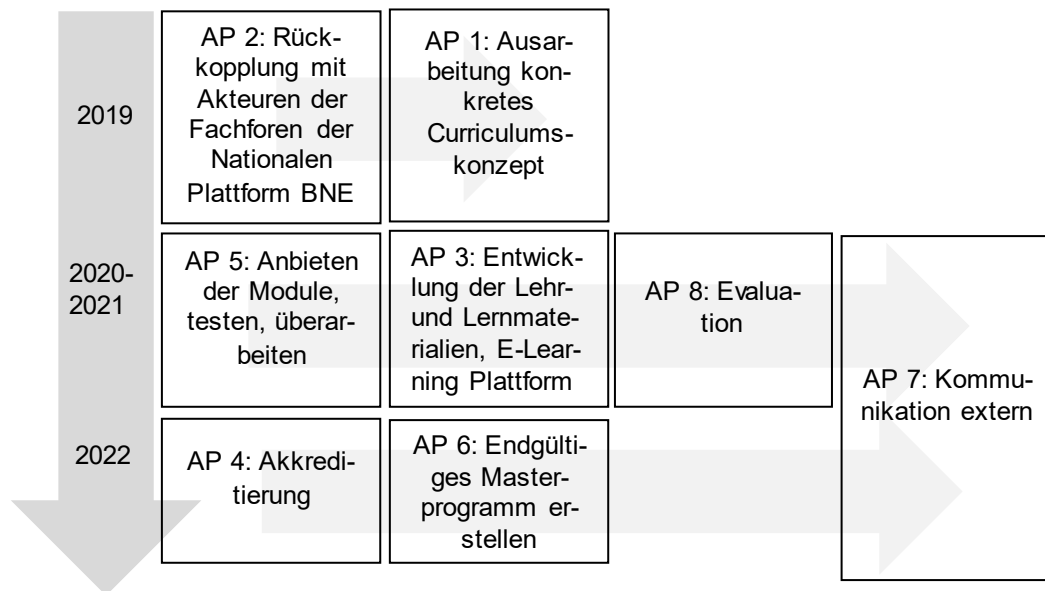 2019
AP 2: Rück-
kopplung mit
Akteuren der
Fachforen der
Nationalen
Plattform BNE
AP 1: Ausar-
beitung kon-
kretes
Curriculums-
konzept
2020-
2021
AP 5: Anbieten
der Module,
testen, überar-
beiten
AP 3: Entwick-
lung der Lehr-
und Lernmate-
rialien, E-Lear-
ning Plattform
AP 8: Evalua-
tion
AP 7: Kommu-
nikation extern
2022
AP 4: Akkredi-
tierung
AP 6: Endgülti-
ges Master-
programm er-
stellen